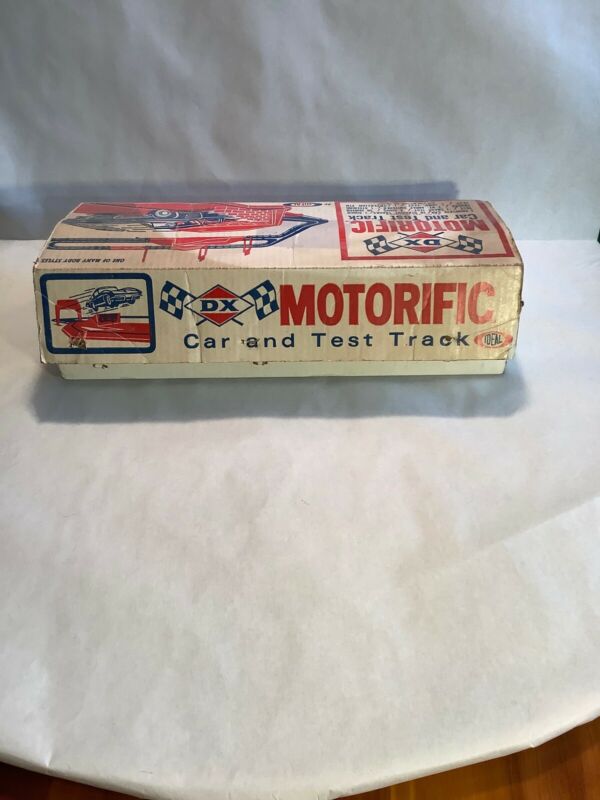 DX
MOTORIFIC
Car and Test Track
IDEAL
ONE OF MANY BODY STYLES
DX
MOTORIFIC
Car and Test Track